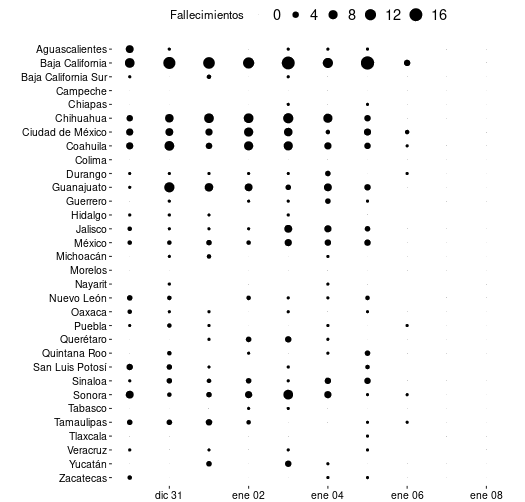 Fallecimientos 0 4 8 12 16
Aguascalientes
Baja California
Baja California Sur
Campeche
Chiapas
Chihuahua
Ciudad de México
Coahuila
Colima
Durango
Guanajuato
Guerrero
Hidalgo
Jalisco
México
Michoacán
Morelos
Nayarit
Nuevo León
Oaxaca
Puebla
Querétaro
Quintana Roo
San Luis Potosí
Sinaloa
Sonora
Tabasco
Tamaulipas
Tlaxcala
Veracruz
Yucatán
Zacatecas
dic 31 ene 02 ene 04 ene 06 ene 08